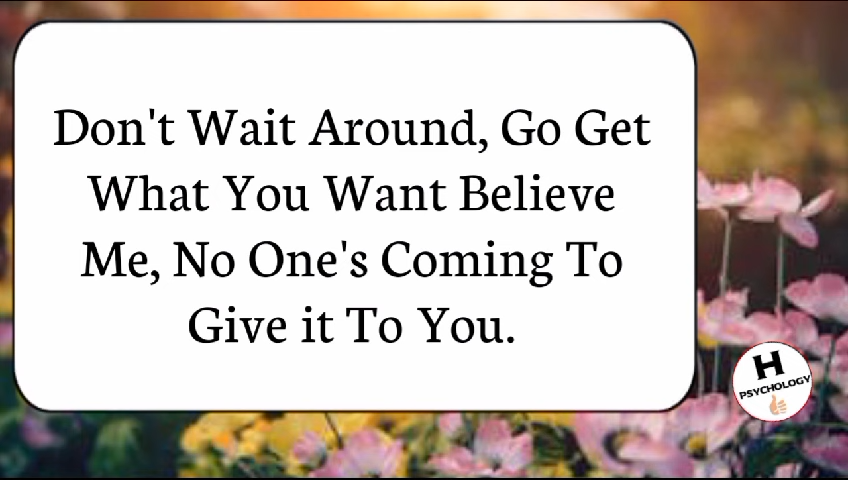 Don't Wait Around, Go Get
What You Want Believe
Me, No One's Coming To
Give it To You.
H
PSYCHOLOGY